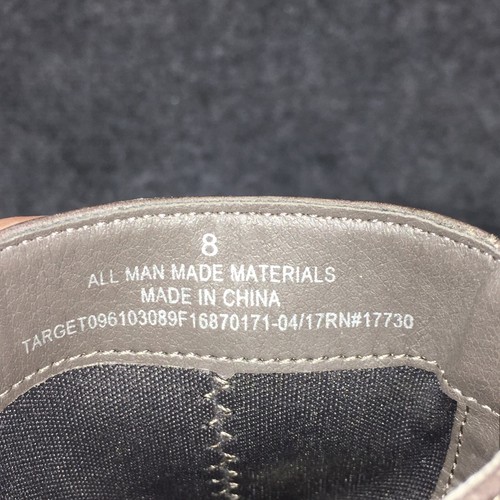 8
ALL MAN MADE MATERIALS
MADE IN CHINA
TARGET096103089F16870171-04/17RN#17730